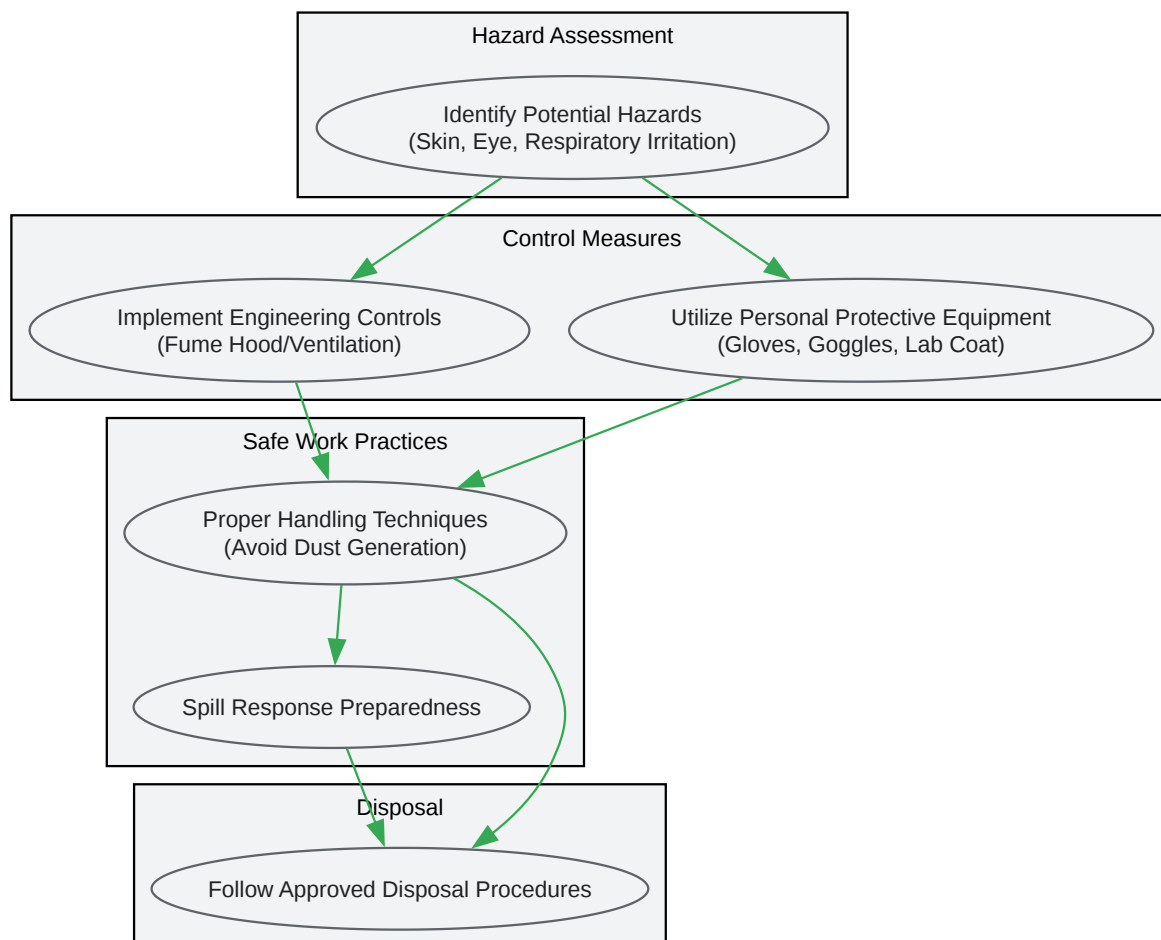 Hazard Assessment
Identify Potential Hazards
(Skin, Eye, Respiratory Irritation)
Control Measures
Implement Engineering Controls
(Fume Hood/Ventilation)
Utilize Personal Protective Equipment
(Gloves, Goggles, Lab Coat)
Safe Work Practices
Proper Handling Techniques
(Avoid Dust Generation)
Spill Response Preparedness
Disposal
Follow Approved Disposal Procedures